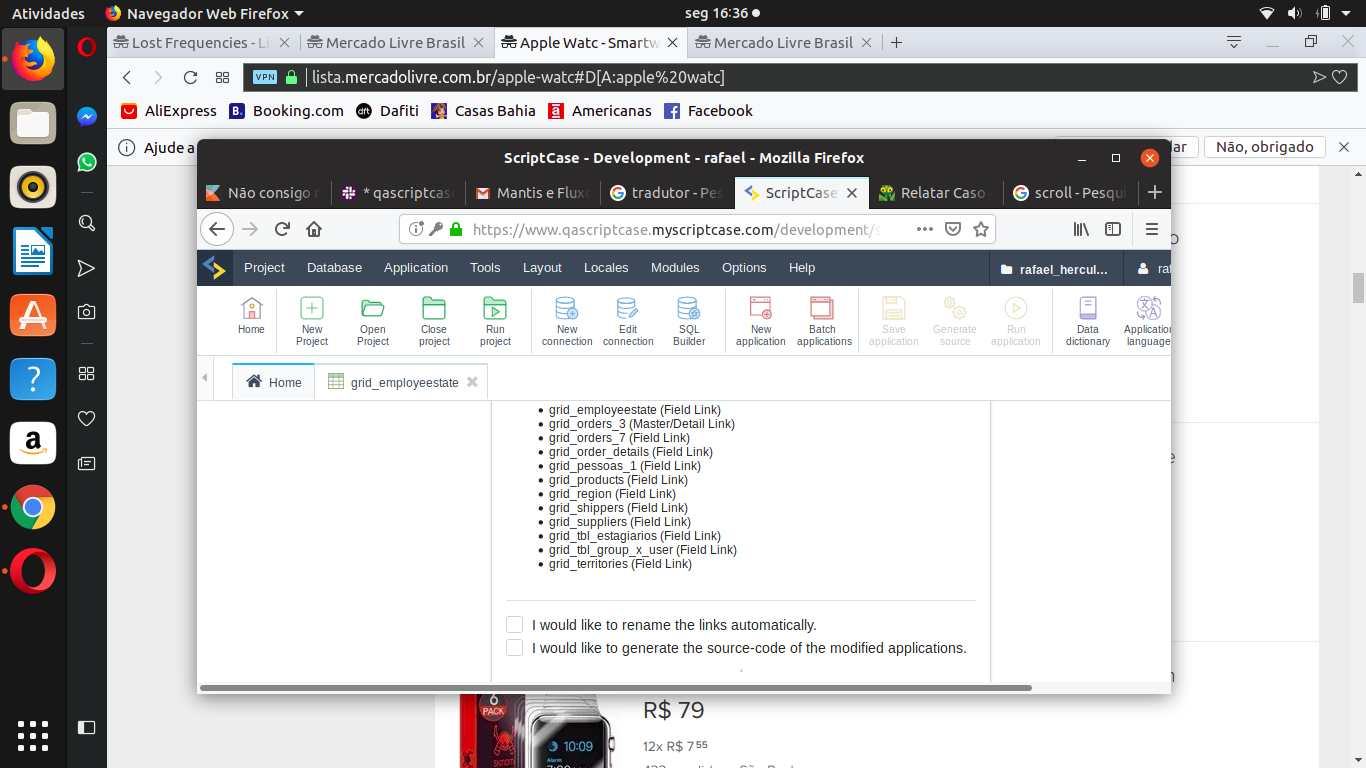 Atividades
Navegador Web Firefox
seg 16:36
Lost Frequencies - Li
Mercado Livre Brasil
Apple Watc - Smartw
Mercado Livre Brasil
VPN
lista.mercadolivre.com.br/apple-watc#D[A:apple%20watc]
AliExpress
B.
Booking.com
dft
Dafiti
Casas Bahia
a
Americanas
Facebook
Ajude a
lar
Não, obrigado
ScriptCase - Development - rafael - Mozilla Firefox
Não consigo r
* qascriptcase
Mantis e Fluxo
tradutor - Pes
ScriptCase
Relatar Caso -
scroll - Pesqui
https://www.qascriptcase.myscriptcase.com/development/s
Project
Database
Application
Tools
Layout
Locales
Modules
Options
Help
rafael_hercul...
raf
Home
New Project
Open Project
Close project
Run project
New connection
Edit connection
SQL Builder
New application
Batch applications
Save application
Generate source
Run application
Data dictionary
Application language
Home
grid_employeestate
grid_employeestate (Field Link)
grid_orders_3 (Master/Detail Link)
grid_orders_7 (Field Link)
grid_order_details (Field Link)
grid_pessoas_1 (Field Link)
grid_products (Field Link)
grid_region (Field Link)
grid_shippers (Field Link)
grid_suppliers (Field Link)
grid_tbl_estagiarios (Field Link)
grid_tbl_group_x_user (Field Link)
grid_territories (Field Link)
I would like to rename the links automatically.
I would like to generate the source-code of the modified applications.
6
PACK
10:09
R$ 79
12x R$ 7 55